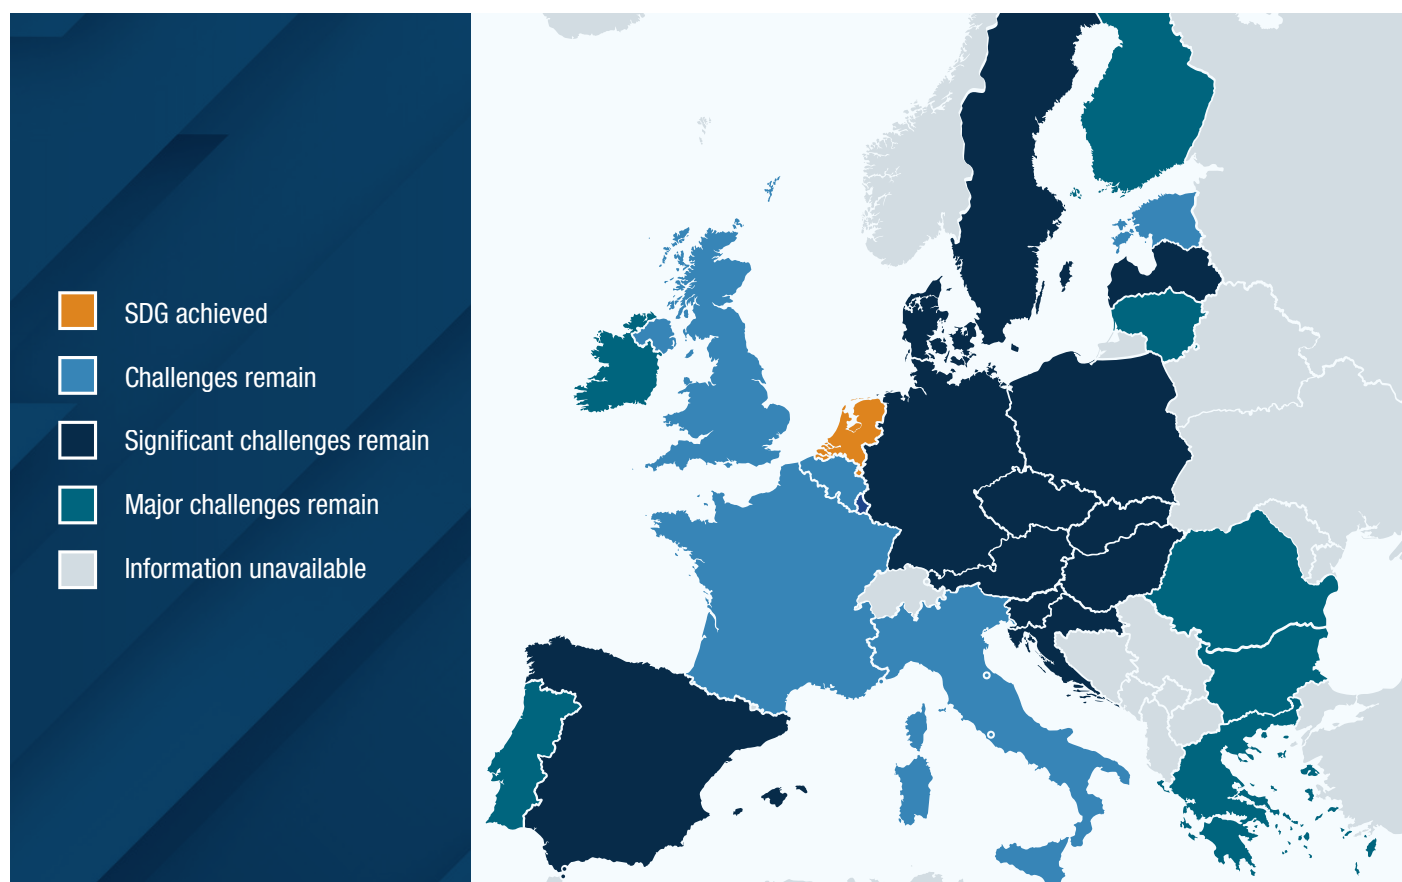 SDG achieved
Challenges remain
Significant challenges remain
Major challenges remain
Information unavailable